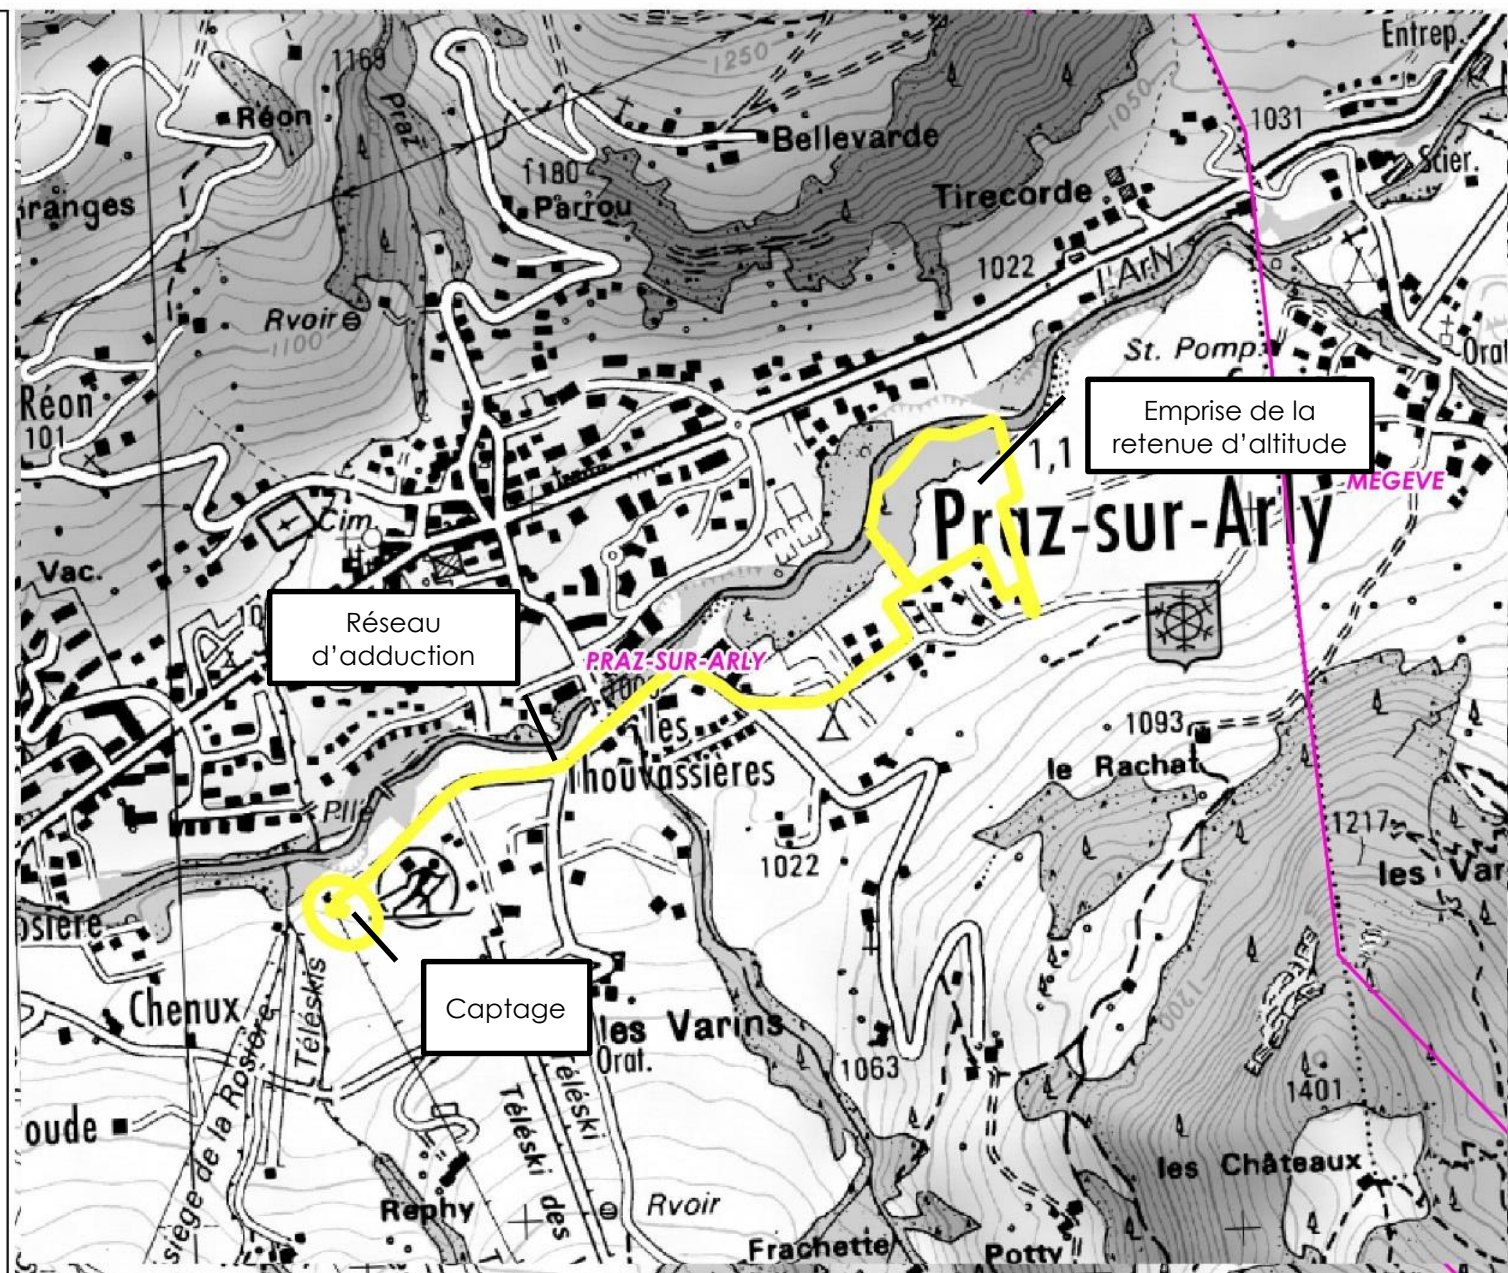 Entrep.
1169
1250
Réon
Praz
Bellevarde
1050
1031
Scier.
1180
Parrou
Tirecorde
granges
1022
l'Arly
Rvoir
1100
St. Pomp.
Orat
Réon
101
Emprise de la
retenue d'altitude
1,1
MEGEVE
Cim.
Praz-sur-Arly
Vac.
Réseau
d'adduction
PRAZ-SUR-ARLY
les
Thouvassières
1093
le Rachat
Plle
1217
1022
les Var
osière
Captage
Chenux
Téléskis
les Varins
Orat.
1200
1063
1401
siège de la Rosière
oude
Téléski
Téléski des
les Châteaux
Rephy
Rvoir
Frachette
Potty